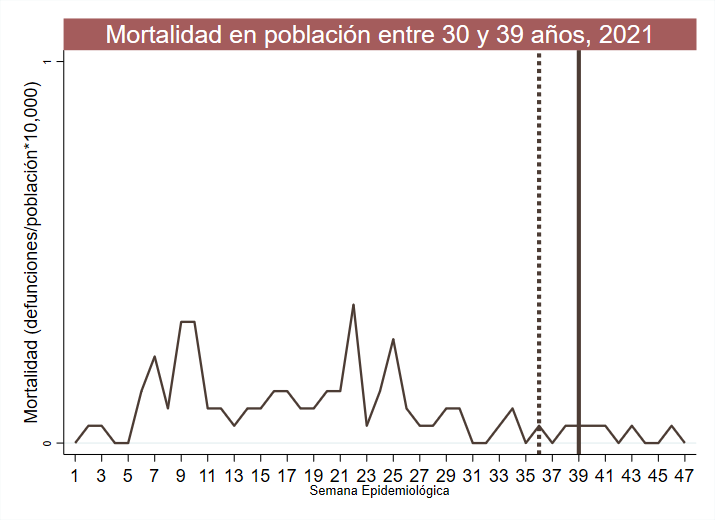 Mortalidad en población entre 30 y 39 años, 2021
Mortalidad (defunciones/población*10,000)
1
0
1 3 5 7 9 11 13 15 17 19 21 23 25 27 29 31 33 35 37 39 41 43 45 47
Semana Epidemiológica